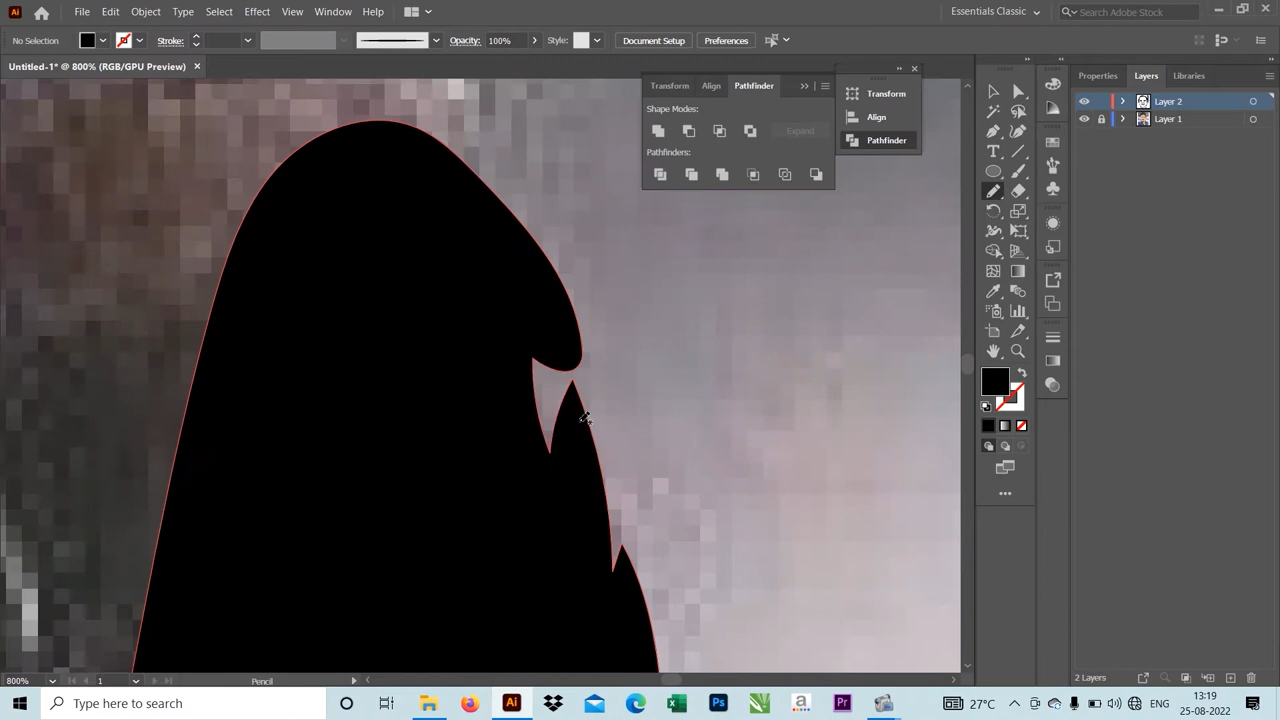 Ai File Edit Object Type Select Effect View Window Help Essentials Classic Search Adobe Stock
No Selection Stroke: Opacity: 100% Style: Document Setup Preferences
Untitled-1* @ 800% (RGB/GPU Preview) ×
Transform Align Pathfinder
Shape Modes:
Expand
Pathfinders:
Transform
Align
Pathfinder
Properties Layers Libraries
Layer 2
Layer 1
2 Layers
800% 1 Pencil
Type here to search
27°C ENG 13:19
25-08-2022